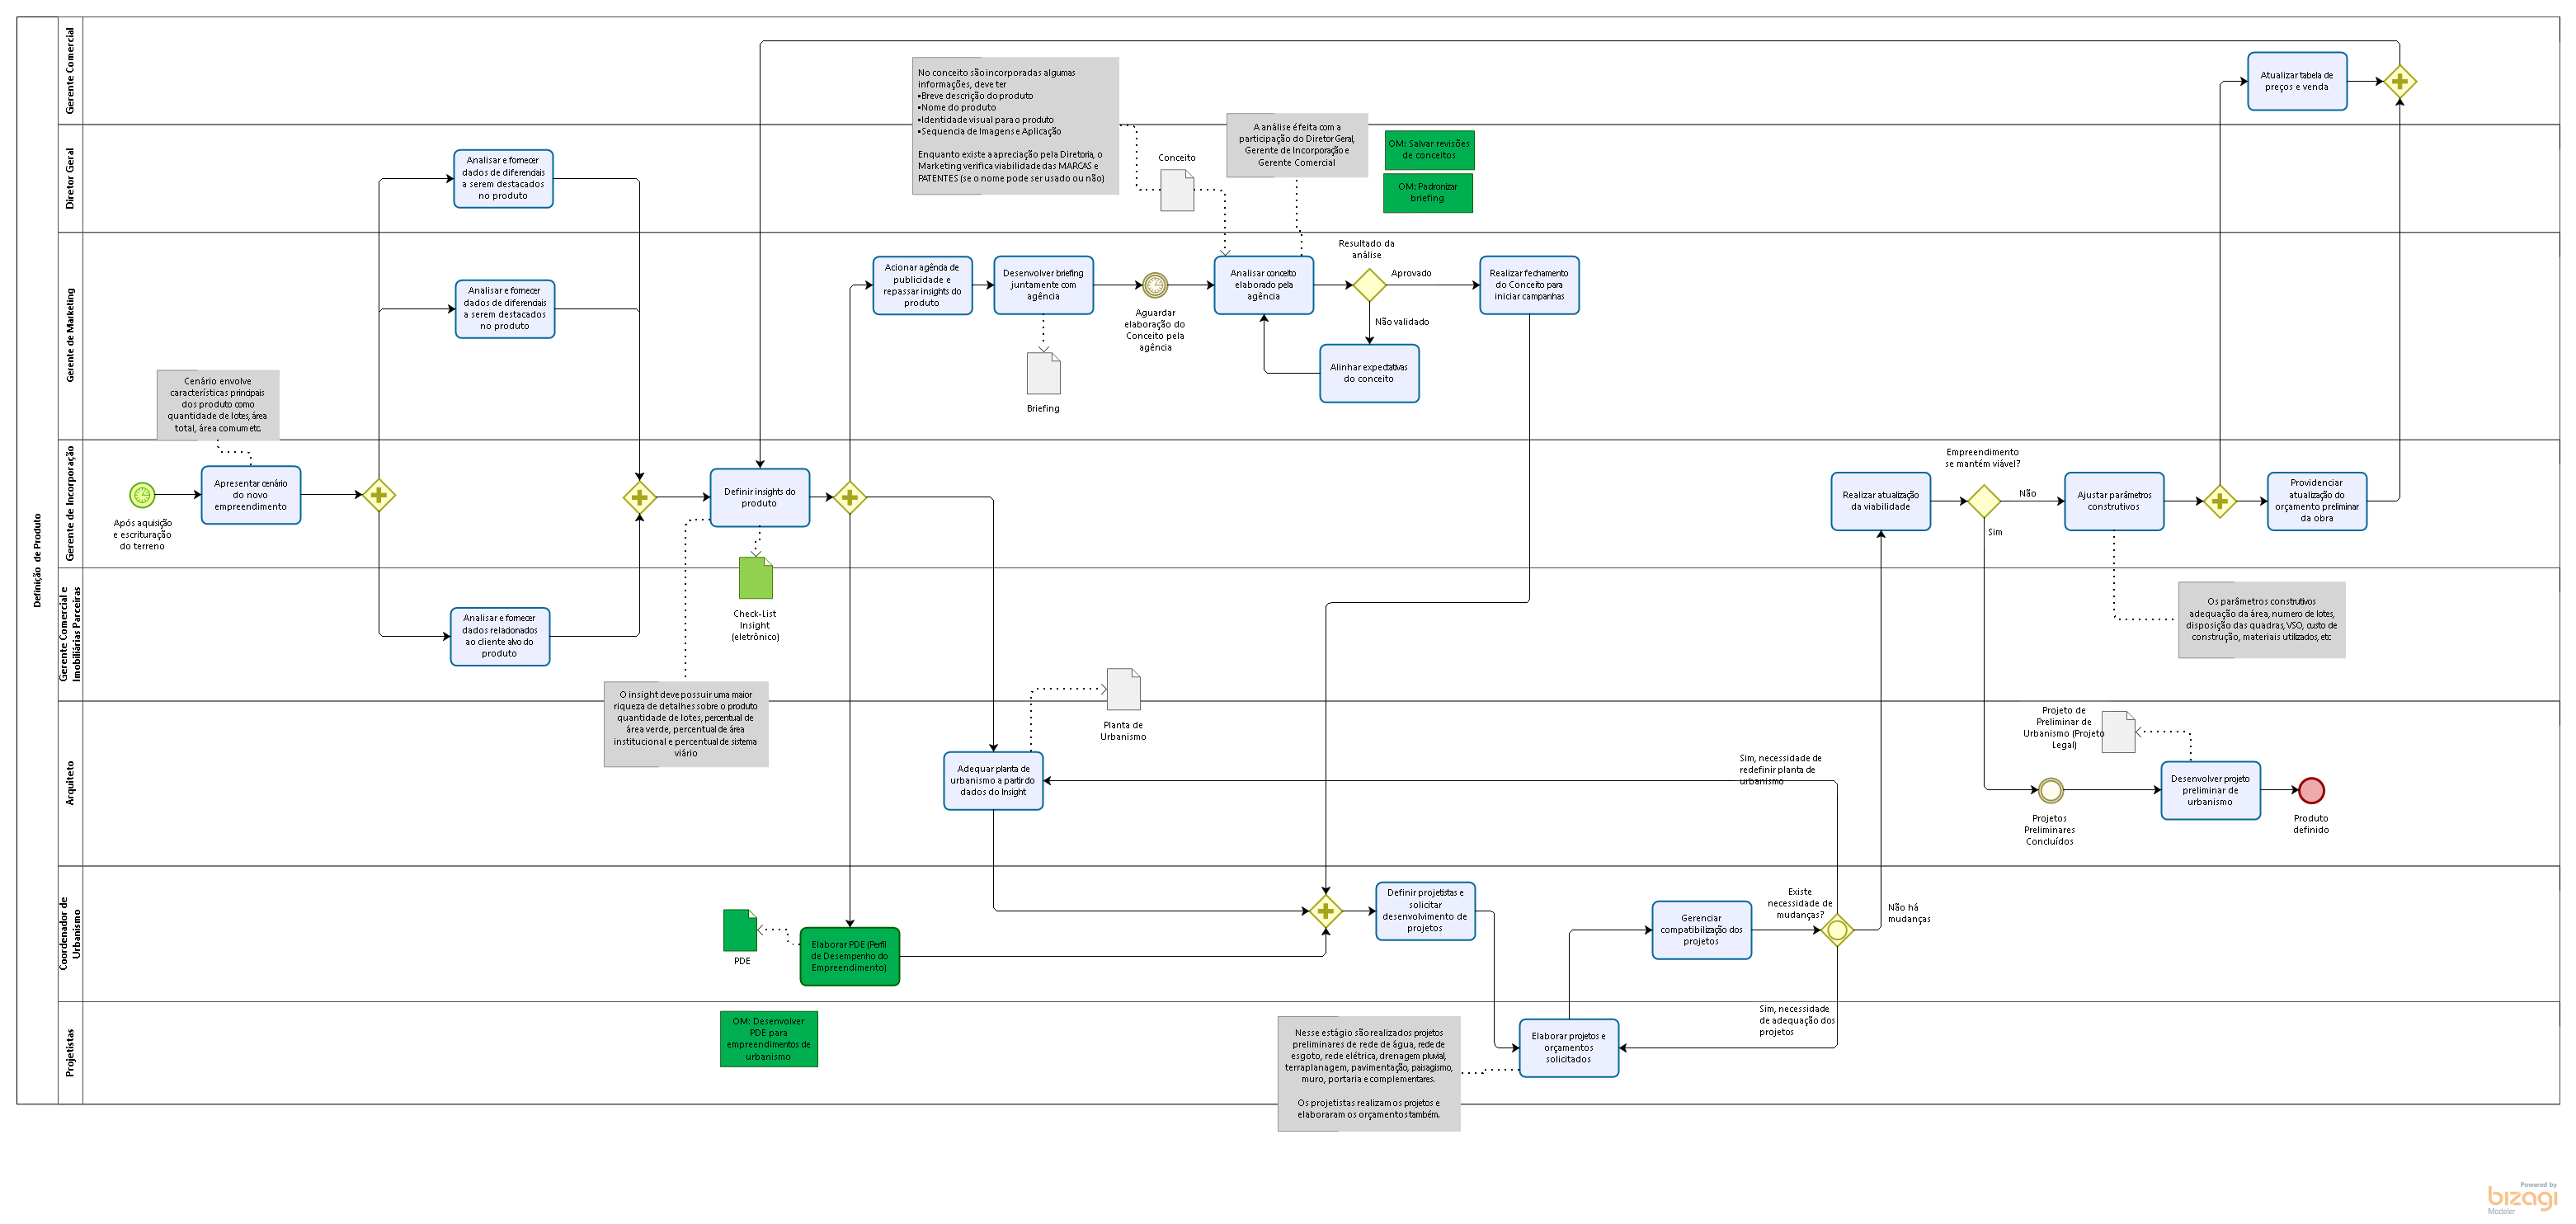 Definição de Produto
Gerente Comercial
Diretor Geral
Gerente de Marketing
Gerente de Incorporação
Gerente Comercial e
Imobiliárias Parceiras
Arquiteto
Coordenador de
Urbanismo
Projetistas
Após aquisição
e escrituração
do terreno
Cenário envolve
características principais
dos produto como
quantidade de lotes, área
total, área comum etc.
Apresentar cenário
do novo
empreendimento
Analisar e fornecer
dados de diferenciais
a serem destacados
no produto
Analisar e fornecer
dados de diferenciais
a serem destacados
no produto
Analisar e fornecer
dados relacionados
ao cliente alvo do
produto
Definir insights do
produto
Check-List
Insight
(eletrônico)
O insight deve possuir uma maior
riqueza de detalhes sobre o produto
quantidade de lotes, percentual de
área verde, percentual de área
institucional e percentual de sistema
viário
Acionar agência de
publicidade e
repassar insights do
produto
Desenvolver briefing
juntamente com
agência
Briefing
Aguardar
elaboração do
Conceito pela
agência
No conceito são incorporadas algumas
informações, deve ter
•Breve descrição do produto
•Nome do produto
•Identidade visual para o produto
•Sequencia de Imagens e Aplicação
Enquanto existe a apreciação pela Diretoria, o
Marketing verifica viabilidade das MARCAS e
PATENTES (se o nome pode ser usado ou não)
Conceito
A análise é feita com a
participação do Diretor Geral,
Gerente de Incorporação e
Gerente Comercial
OM: Salvar revisões
de conceitos
OM: Padronizar
briefing
Analisar conceito
elaborado pela
agência
Resultado da
análise
Aprovado
Não validado
Realizar fechamento
do Conceito para
iniciar campanhas
Alinhar expectativas
do conceito
Planta de
Urbanismo
Adequar planta de
urbanismo a partir do
dados do Insight
PDE
Elaborar PDE (Perfil
de Desempenho do
Empreendimento)
OM: Desenvolver
PDE para
empreendimentos de
urbanismo
Definir projetistas e
solicitar
desenvolvimento de
projetos
Nesse estágio são realizados projetos
preliminares de rede de água, rede de
esgoto, rede elétrica, drenagem pluvial,
terraplanagem, pavimentação, paisagismo,
muro, portaria e complementares.
Os projetistas realizam os projetos e
elaboraram os orçamentos também.
Elaborar projetos e
orçamentos
solicitados
Gerenciar
compatibilização dos
projetos
Existe
necessidade de
mudanças?
Sim, necessidade de
redefinir planta de
urbanismo
Não há
mudanças
Sim, necessidade
de adequação dos
projetos
Realizar atualização
da viabilidade
Empreendimento
se mantém viável?
Não
Sim
Ajustar parâmetros
construtivos
Os parâmetros construtivos
adequação da área, numero de lotes,
disposição das quadras, VSO, custo de
construção, materiais utilizados, etc
Providenciar
atualização do
orçamento preliminar
da obra
Atualizar tabela de
preços e venda
Projetos
Preliminares
Concluídos
Projeto de
Preliminar de
Urbanismo (Projeto
Legal)
Desenvolver projeto
preliminar de
urbanismo
Produto
definido
Powered by
bizagi
Modeler